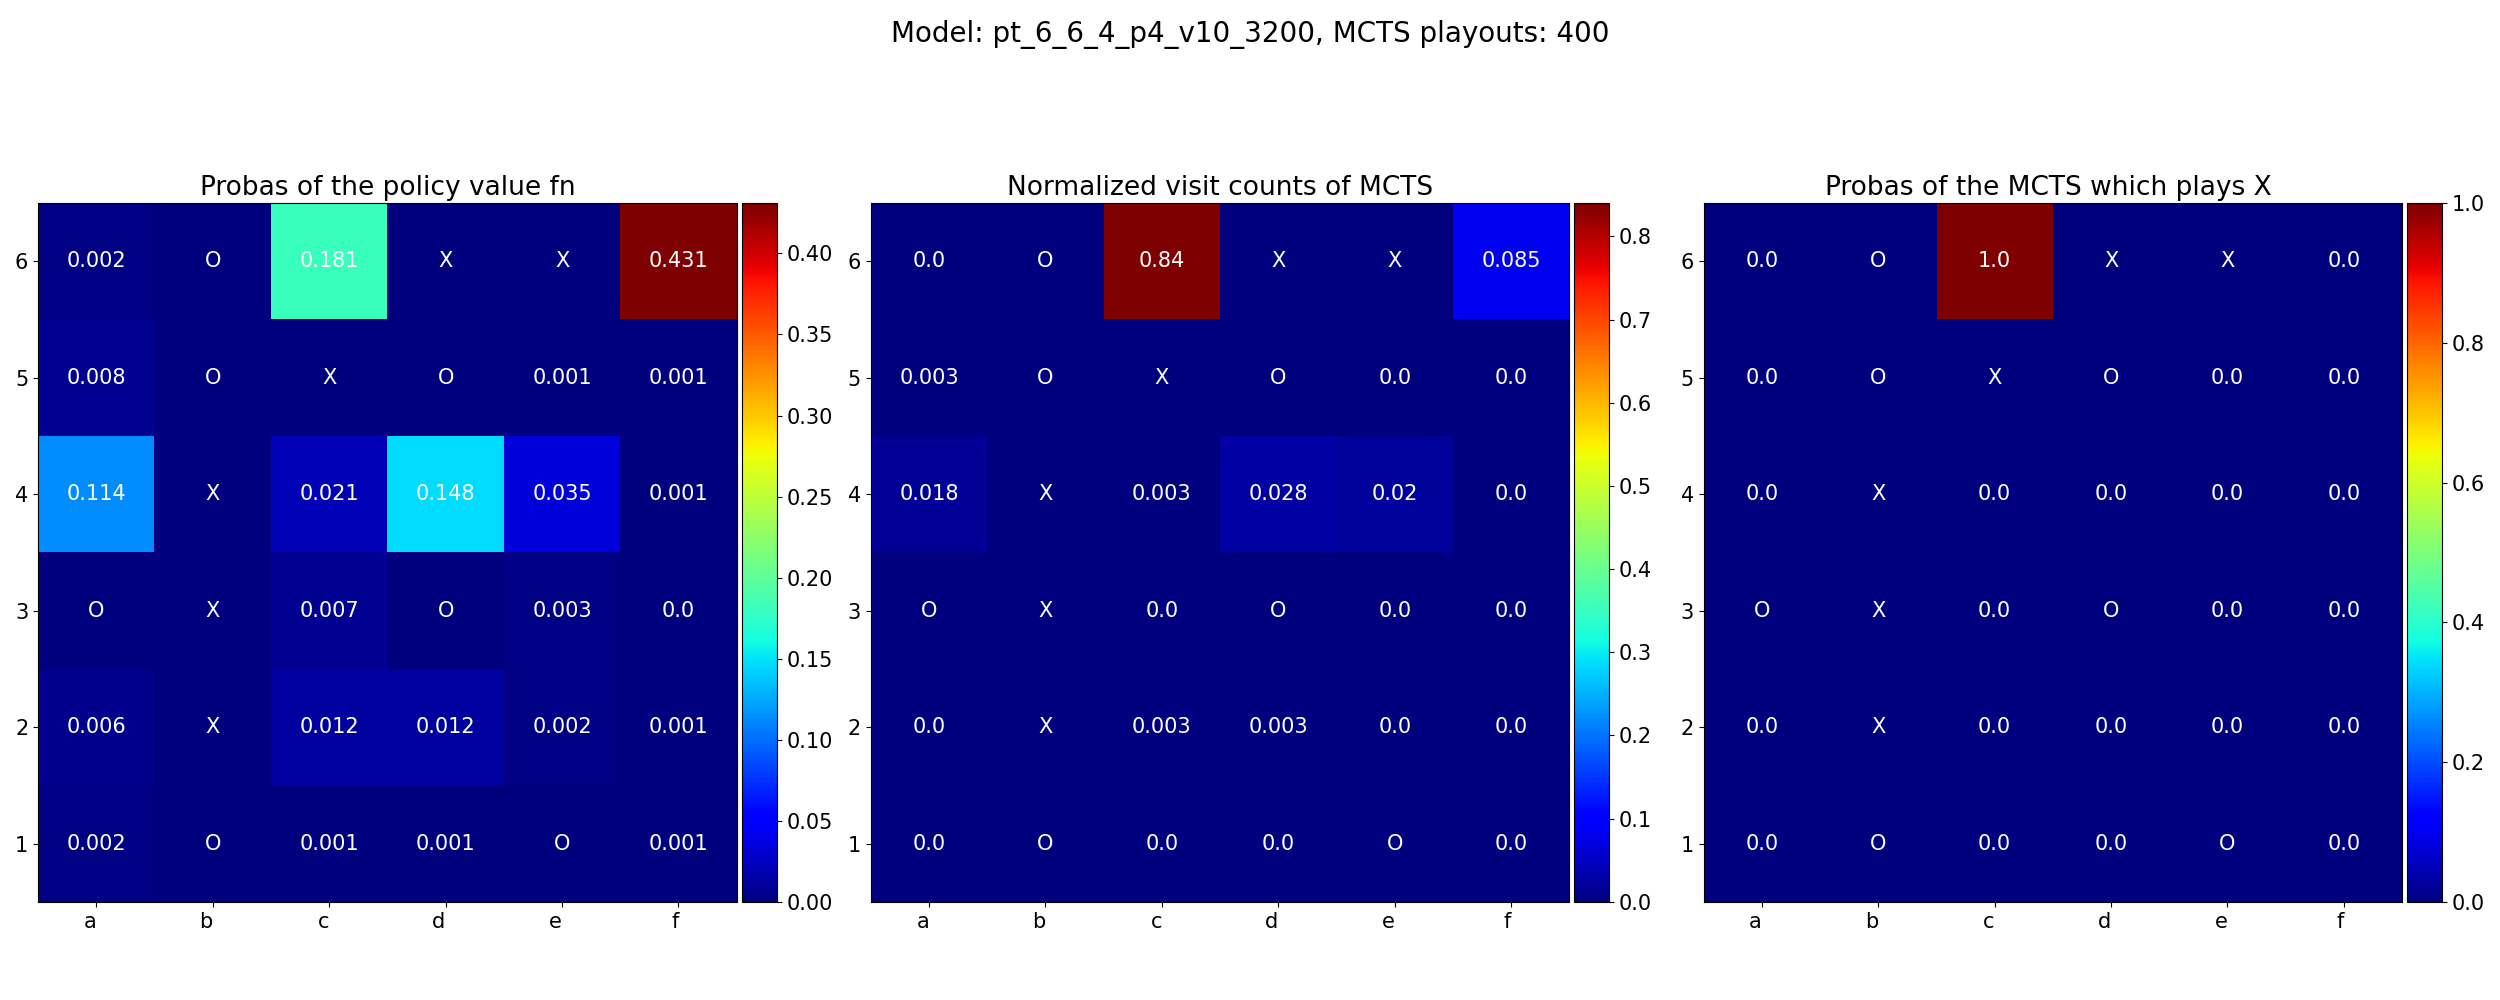 Model: pt_6_6_4_p4_v10_3200, MCTS playouts: 400
Probas of the policy value fn
6 0.002 O 0.181 X X 0.431
5 0.008 O X O 0.001 0.001
4 0.114 X 0.021 0.148 0.035 0.001
3 O X 0.007 O 0.003 0.0
2 0.006 X 0.012 0.012 0.002 0.001
1 0.002 O 0.001 0.001 O 0.001
a b c d e f
0.40
0.35
0.30
0.25
0.20
0.15
0.10
0.05
0.00
Normalized visit counts of MCTS
6 0.0 O 0.84 X X 0.085
5 0.003 O X O 0.0 0.0
4 0.018 X 0.003 0.028 0.02 0.0
3 O X 0.0 O 0.0 0.0
2 0.0 X 0.003 0.003 0.0 0.0
1 0.0 O 0.0 0.0 O 0.0
a b c d e f
0.8
0.7
0.6
0.5
0.4
0.3
0.2
0.1
0.0
Probas of the MCTS which plays X
6 0.0 O 1.0 X X 0.0
5 0.0 O X O 0.0 0.0
4 0.0 X 0.0 0.0 0.0 0.0
3 O X 0.0 O 0.0 0.0
2 0.0 X 0.0 0.0 0.0 0.0
1 0.0 O 0.0 0.0 O 0.0
a b c d e f
1.0
0.8
0.6
0.4
0.2
0.0